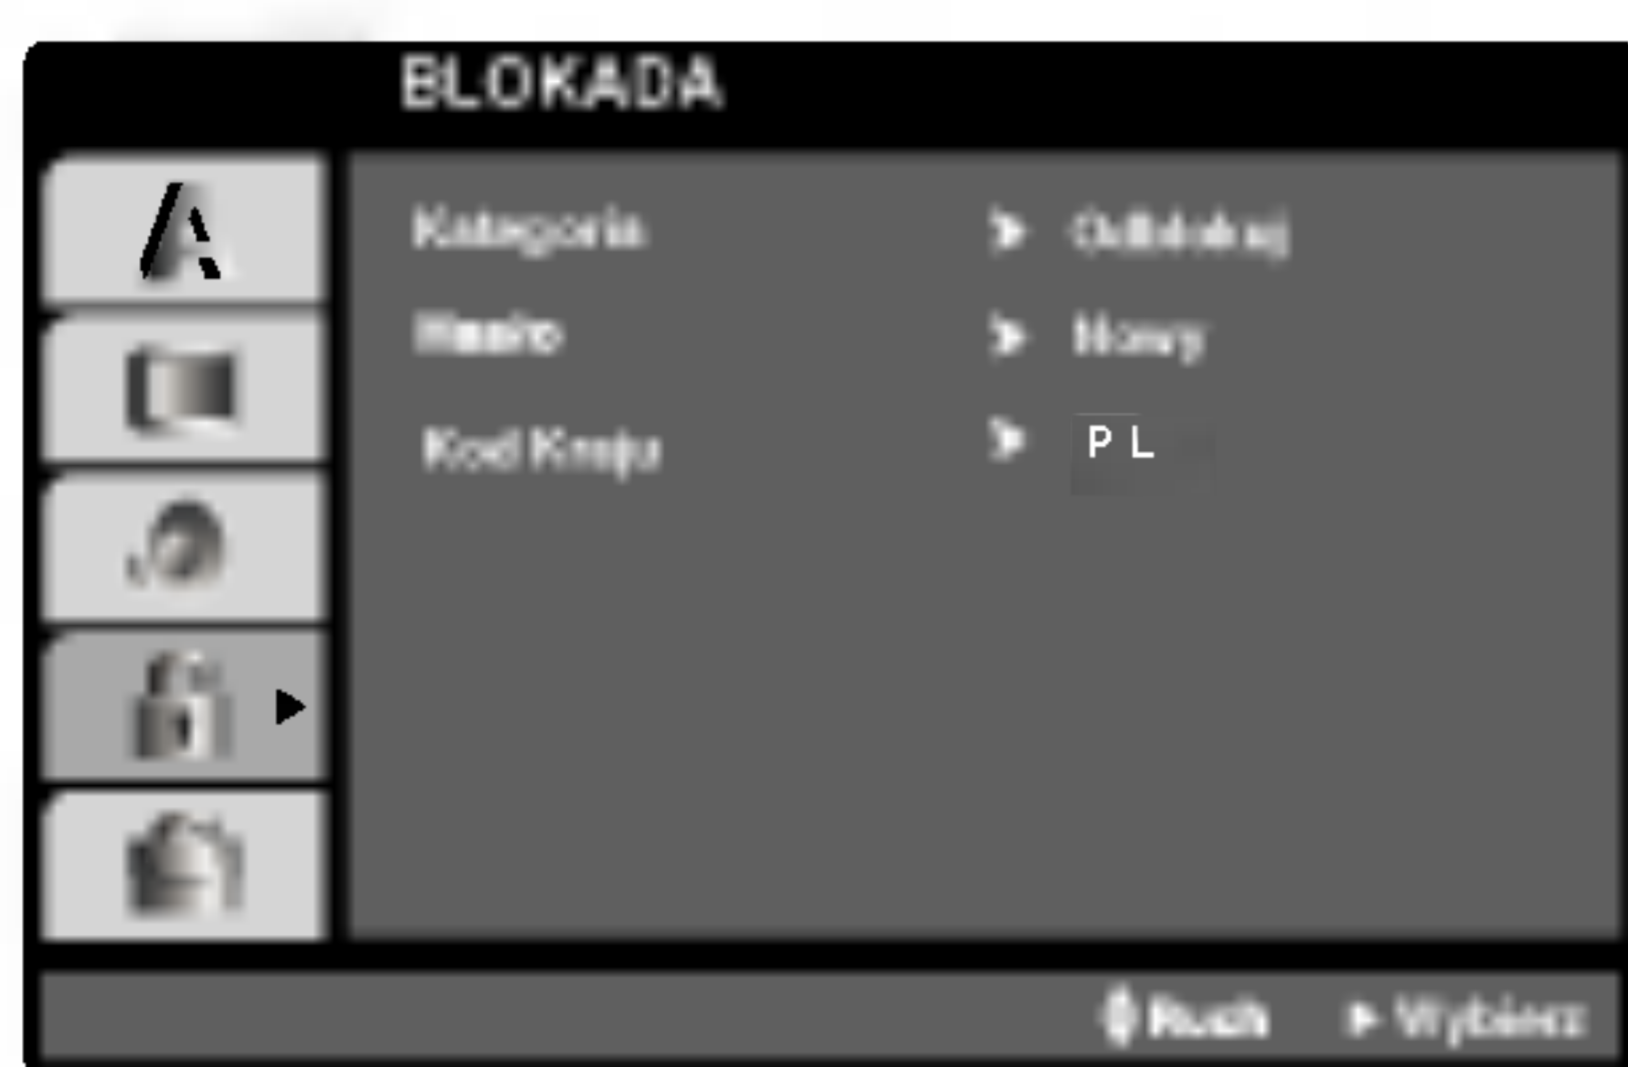 BLOKADA
Kategoria Odblokuj
Hasło Nowy
Kod Kraju P L
Ruch Wybierz